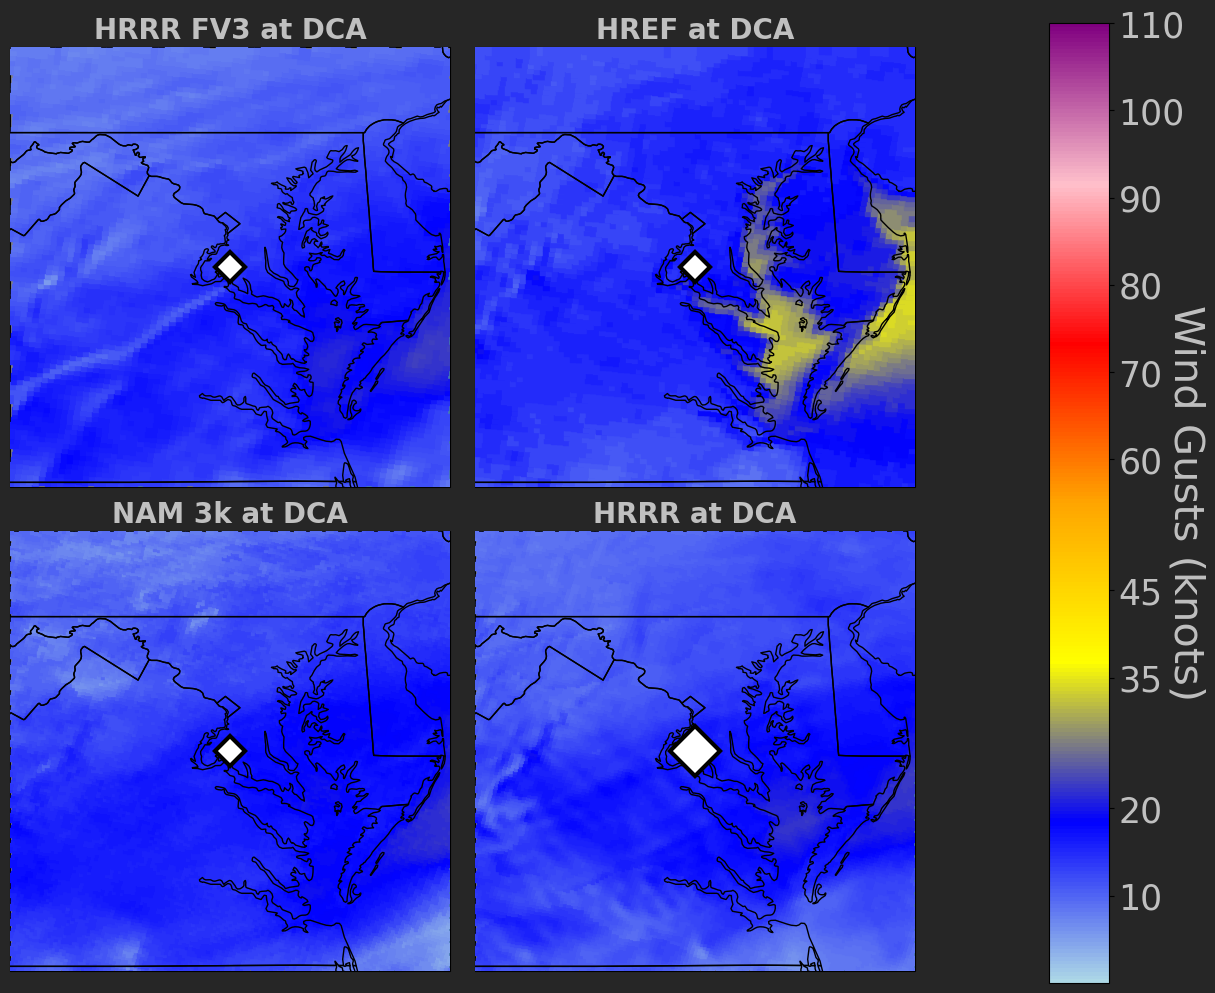 HRRR FV3 at DCA
HREF at DCA
NAM 3k at DCA
HRRR at DCA
110
100
90
80
70
60
45
35
20
10
Wind Gusts (knots)